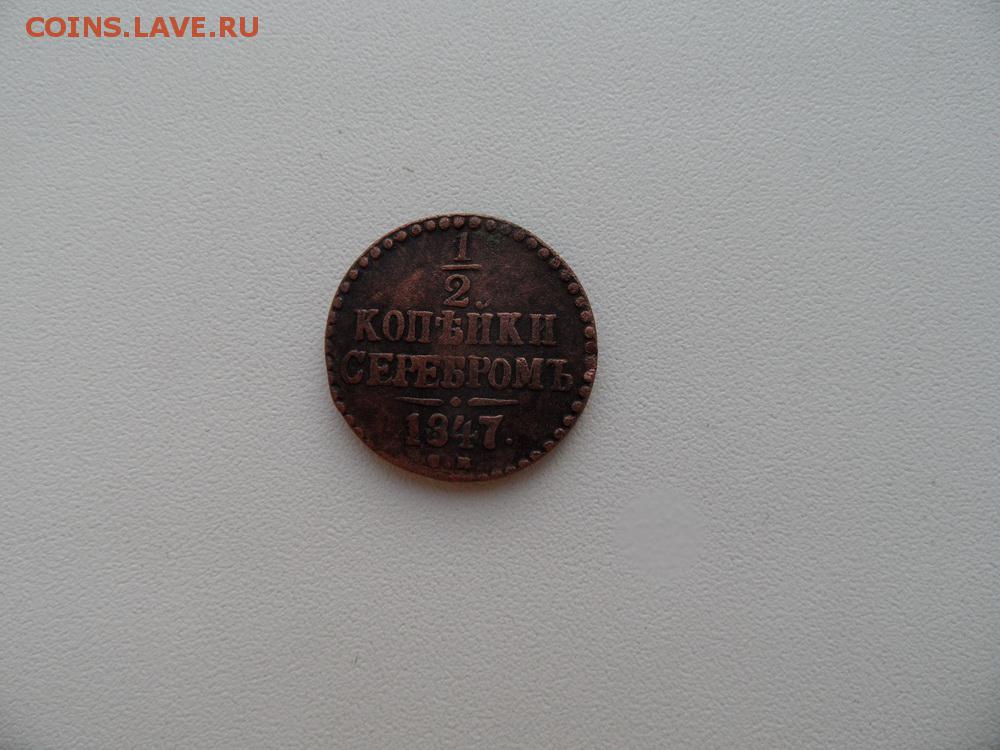 COINS.LAVE.RU
1
2
КОПѢЙКИ
СЕРЕБРОМЪ
1847.
С М